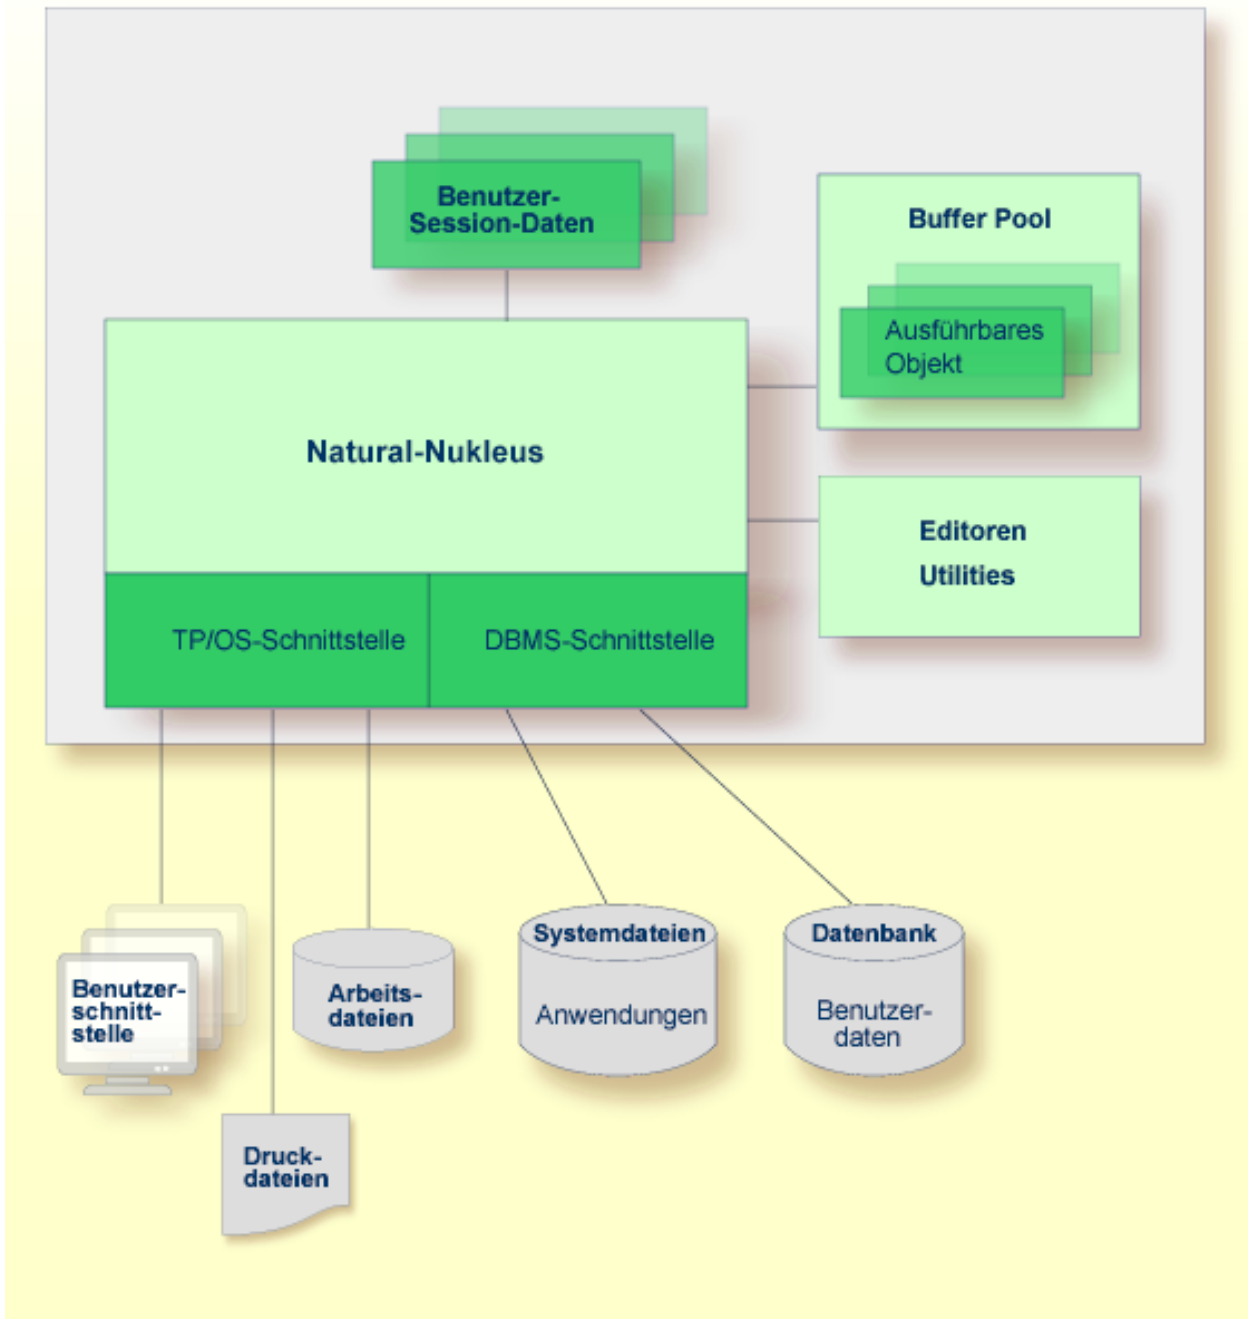 Benutzer-
Session-Daten
Buffer Pool
Ausführbares
Objekt
Natural-Nukleus
Editoren
Utilities
TP/OS-Schnittstelle
DBMS-Schnittstelle
Benutzer-
schnitt-
stelle
Arbeits-
dateien
Systemdateien
Anwendungen
Datenbank
Benutzer-
daten
Druck-
dateien